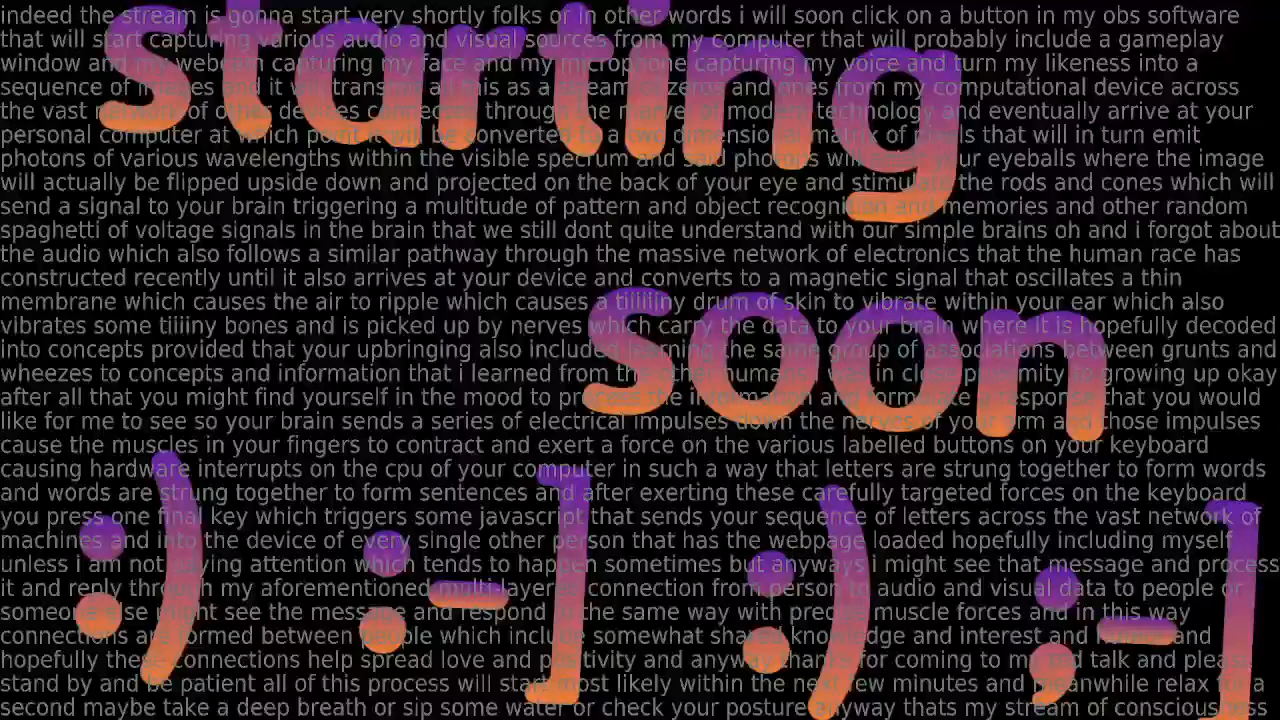 starting
soon
:) :-] :) :-]
indeed the stream is gonna start very shortly folks or in other words i will soon click on a button in my obs software
that will start capturing various audio and visual sources from my computer that will probably include a gameplay
window and my webcam capturing my face and my microphone capturing my voice and turn my likeness into a
sequence of images and it will transmit all this as a stream of zeros and ones from my computational device across
the vast network of other devices connected through the marvel of modern technology and eventually arrive at your
personal computer at which point it will be converted to a two dimensional matrix of pixels that will in turn emit
photons of various wavelengths within the visible spectrum and said photons will your eyeballs where the image
will actually be flipped upside down and projected on the back of your eye and stimulate the rods and cones which will
send a signal to your brain triggering a multitude of pattern and object recognition and memories and other random
spaghetti of voltage signals in the brain that we still dont quite understand with our simple brains oh and i forgot about
the audio which also follows a similar pathway through the massive network of electronics that the human race has
constructed recently until it also arrives at your device and converts to a magnetic signal that oscillates a thin
membrane which causes the air to ripple which causes a tiiiiiiny drum of skin to vibrate within your ear which also
vibrates some tiiiiny bones and is picked up by nerves who carry the data to your brain where it is hopefully decoded
into concepts provided that your upbringing also included learning the same group of associations between grunts and
wheezes to concepts and information that i learned from the other humans i was in close proximity to growing up okay
after all that you might find yourself in the mood to process the information and formulate a response that you would
like for me to see so your brain sends a series of electrical impulses down the nerves of your arm and those impulses
cause the muscles in your fingers to contract and exert a force on the various labelled buttons on your keyboard
causing hardware interrupts on the cpu of your computer in such a way that letters are strung together to form words
and words are strung together to form sentences and after exerting these carefully targeted forces on the keyboard
you press one final key which triggers some javascript that sends your sequence of letters across the vast network of
machines and into the device of every single other person that has the webpage loaded hopefully including myself
unless i am not paying attention which tends to happen sometimes but anyways i might see that message and process
it and reply through my aforementioned multi layered connection from person to audio and visual data to people or
someone else might see the message and respond in the same way with precise muscle forces and in this way
connections are formed between people which include somewhat shared knowledge and interest and and
hopefully these connections help spread love and positivity and anyway thanks for coming to my ted talk and please
stand by and be patient all of this process will start most likely within the next few minutes and meanwhile relax for a
second maybe take a deep breath or sip some water or check your posture anyway thats my stream of consciousness